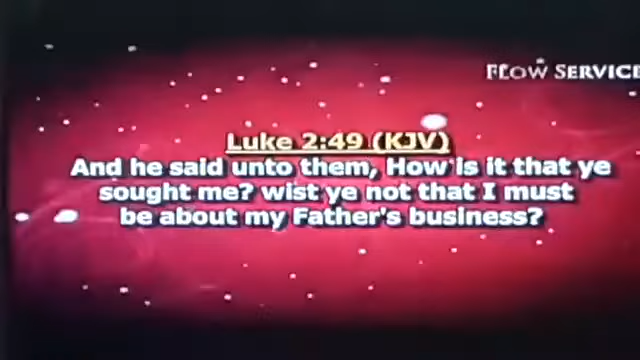 FLOW SERVICE
Luke 2:49 (KJV)
And he said unto them, How is it that ye
sought me? wist ye not that I must
be about my Father's business?